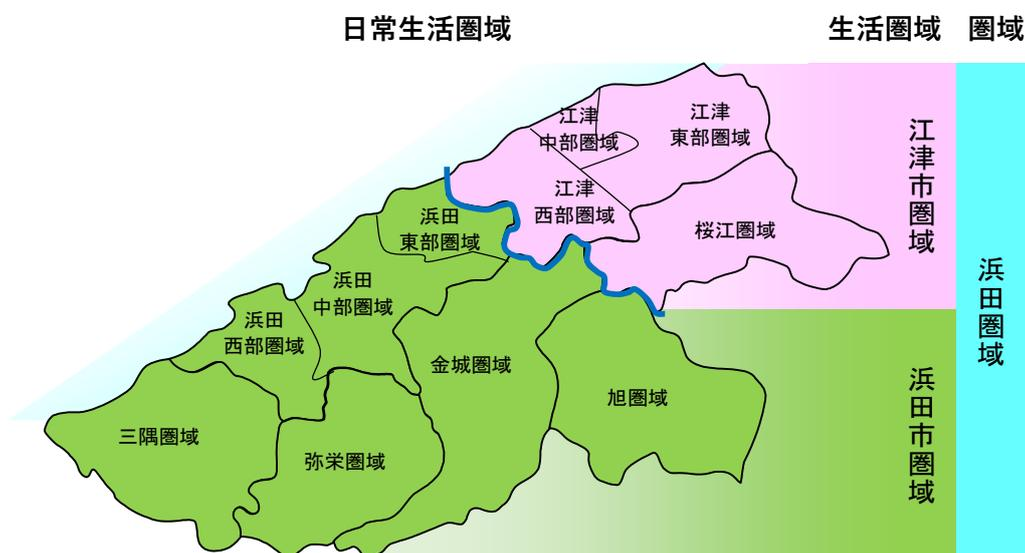 日常生活圏域
生活圏域
圏域
江津
中部圏域
江津
東部圏域
江津
西部圏域
桜江圏域
浜田
東部圏域
浜田
中部圏域
浜田
西部圏域
金城圏域
旭圏域
三隅圏域
弥栄圏域
江津市圏域
浜田市圏域
浜田圏域